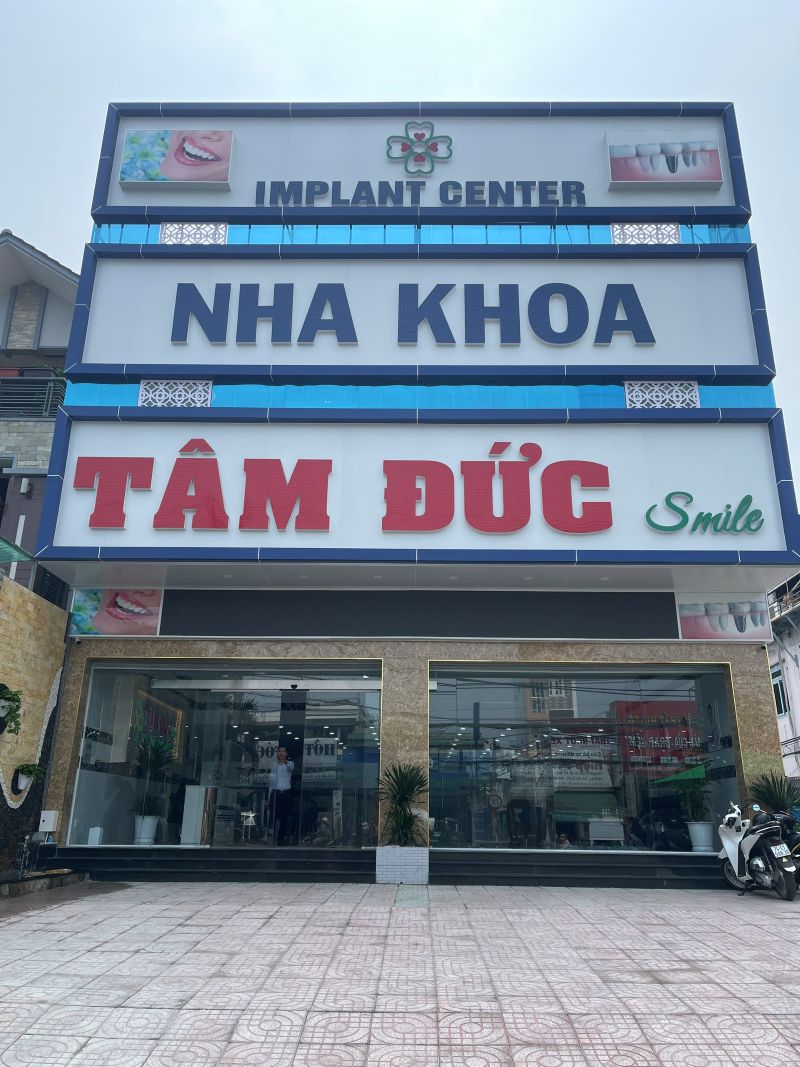 IMPLANT CENTER
NHA KHOA
TÂM ĐỨC Smile